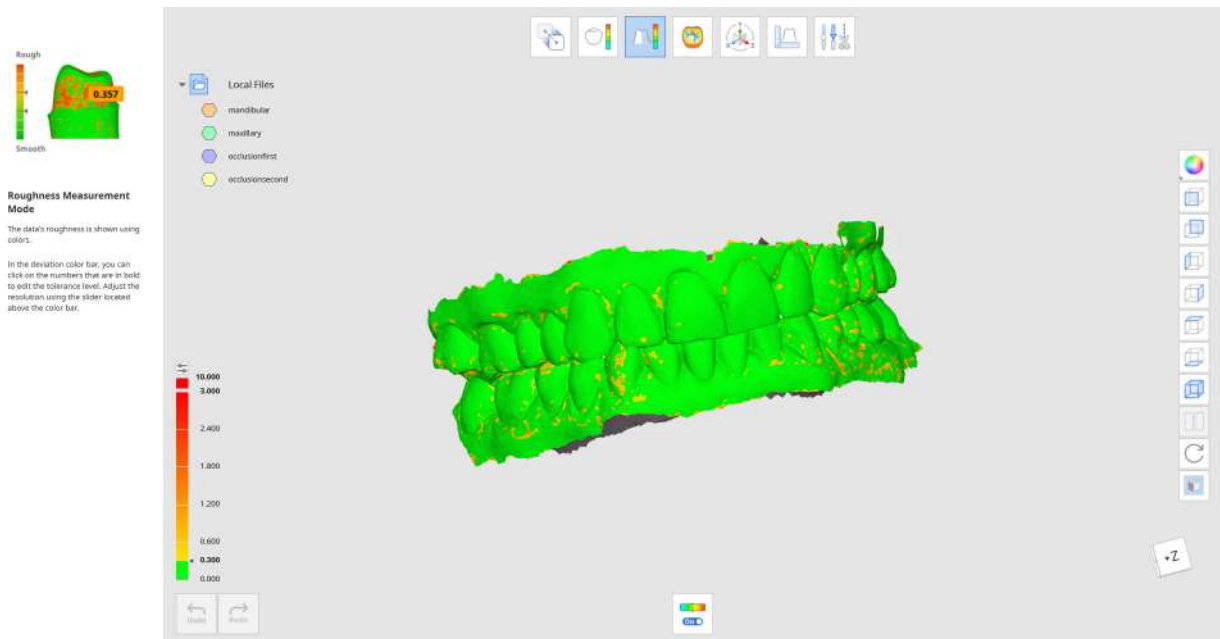 Rough
0.357
Smooth
Roughness Measurement
Mode
The data's roughness is shown using
colors.
In the deviation color bar, you can
click on the numbers that are in bold
to edit the tolerance level. Adjust the
resolution using the slider located
above the color bar.
Local Files
mandibular
maxillary
occlusionfirst
occlusionsecond
10.000
3.000
2.400
1.800
1.200
0.600
0.300
0.000
Undo
Redo
On
+Z